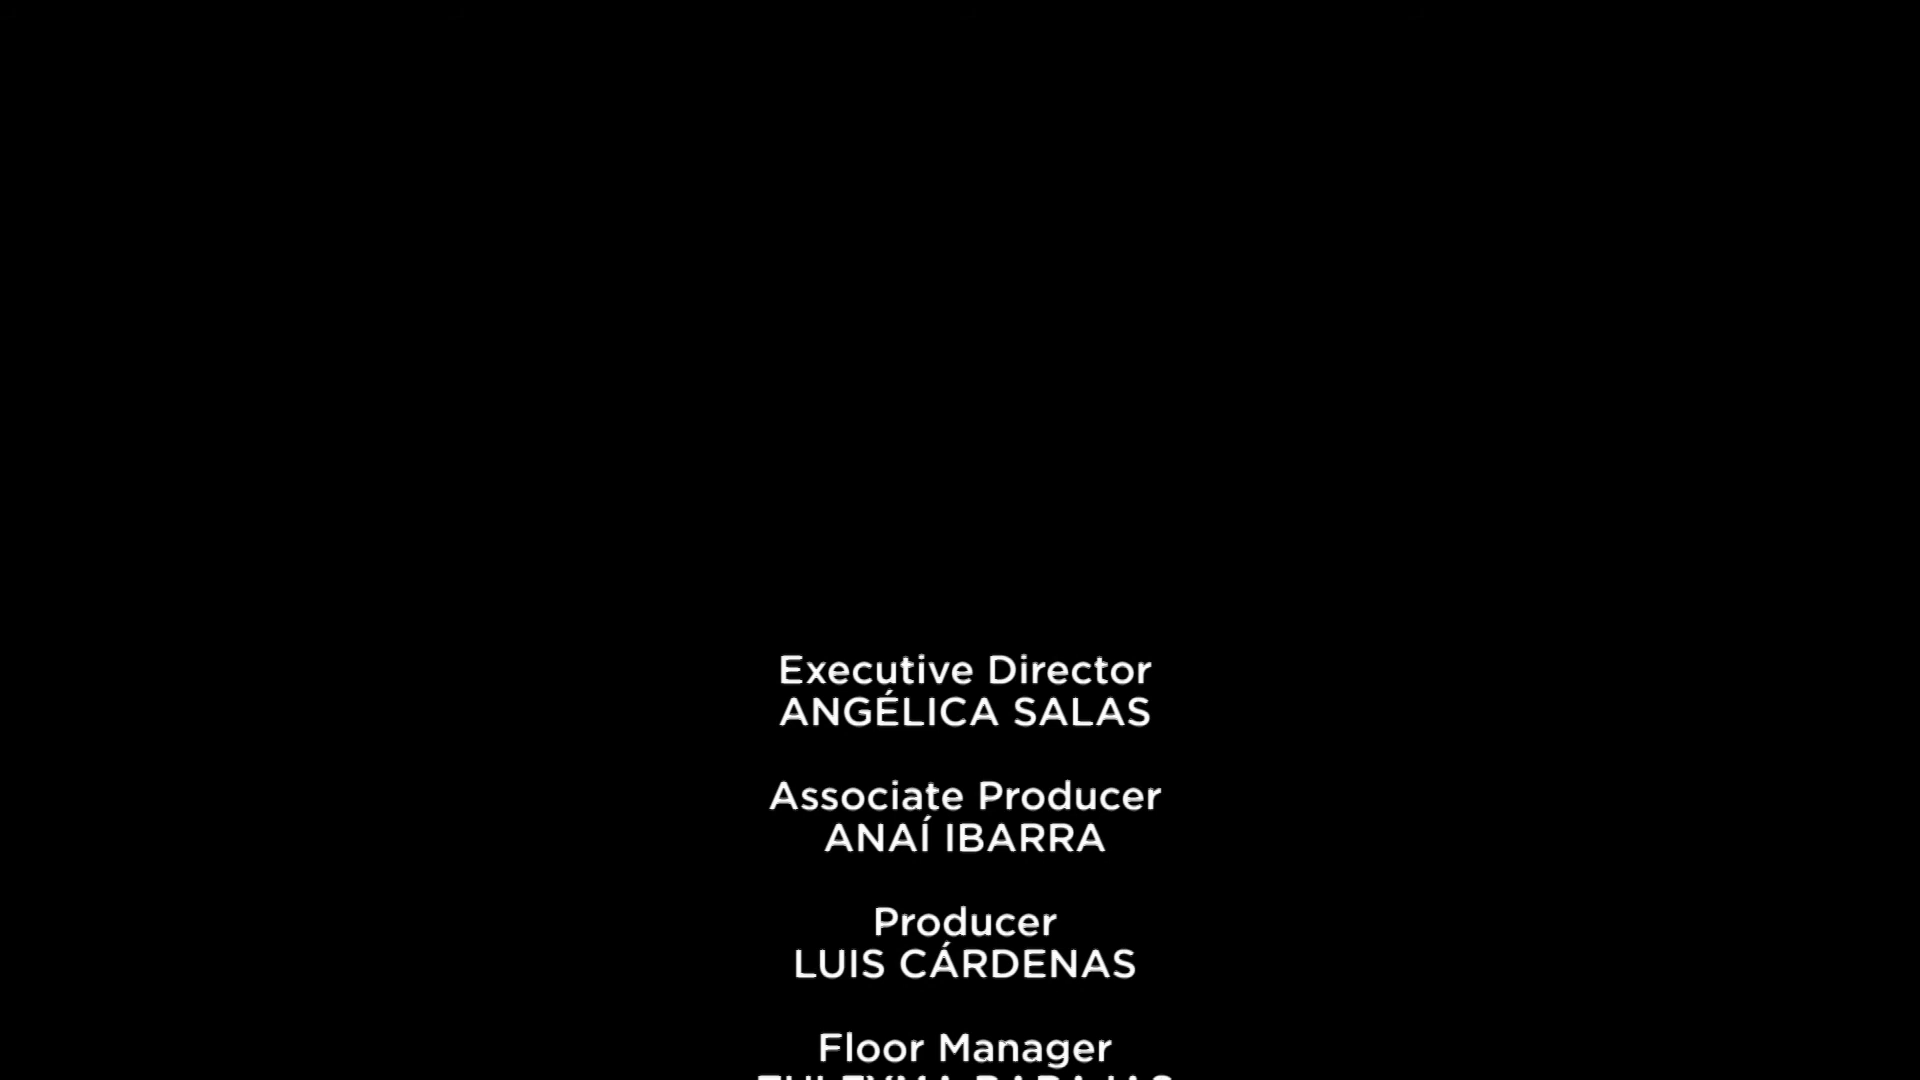 Executive Director
ANGÉLICA SALAS
Associate Producer
ANAÍ IBARRA
Producer
LUIS CÁRDENAS
Floor Manager